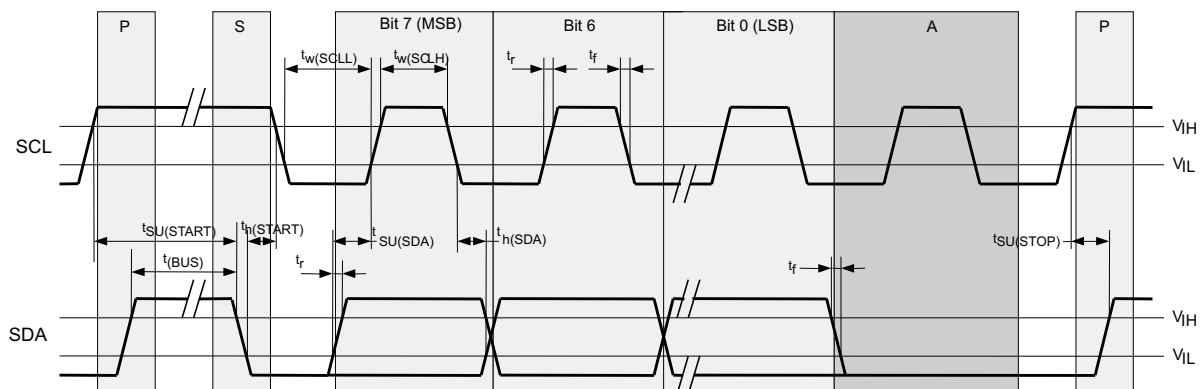 P S Bit 7 (MSB) Bit 6 Bit 0 (LSB) A P
tw(SCLL) tw(SCLH) tr tf
VIH
SCL
VIL
tSU(START) th(START) tSU(SDA) th(SDA) tSU(STOP)
t(BUS) tr tf
VIH
SDA
VIL